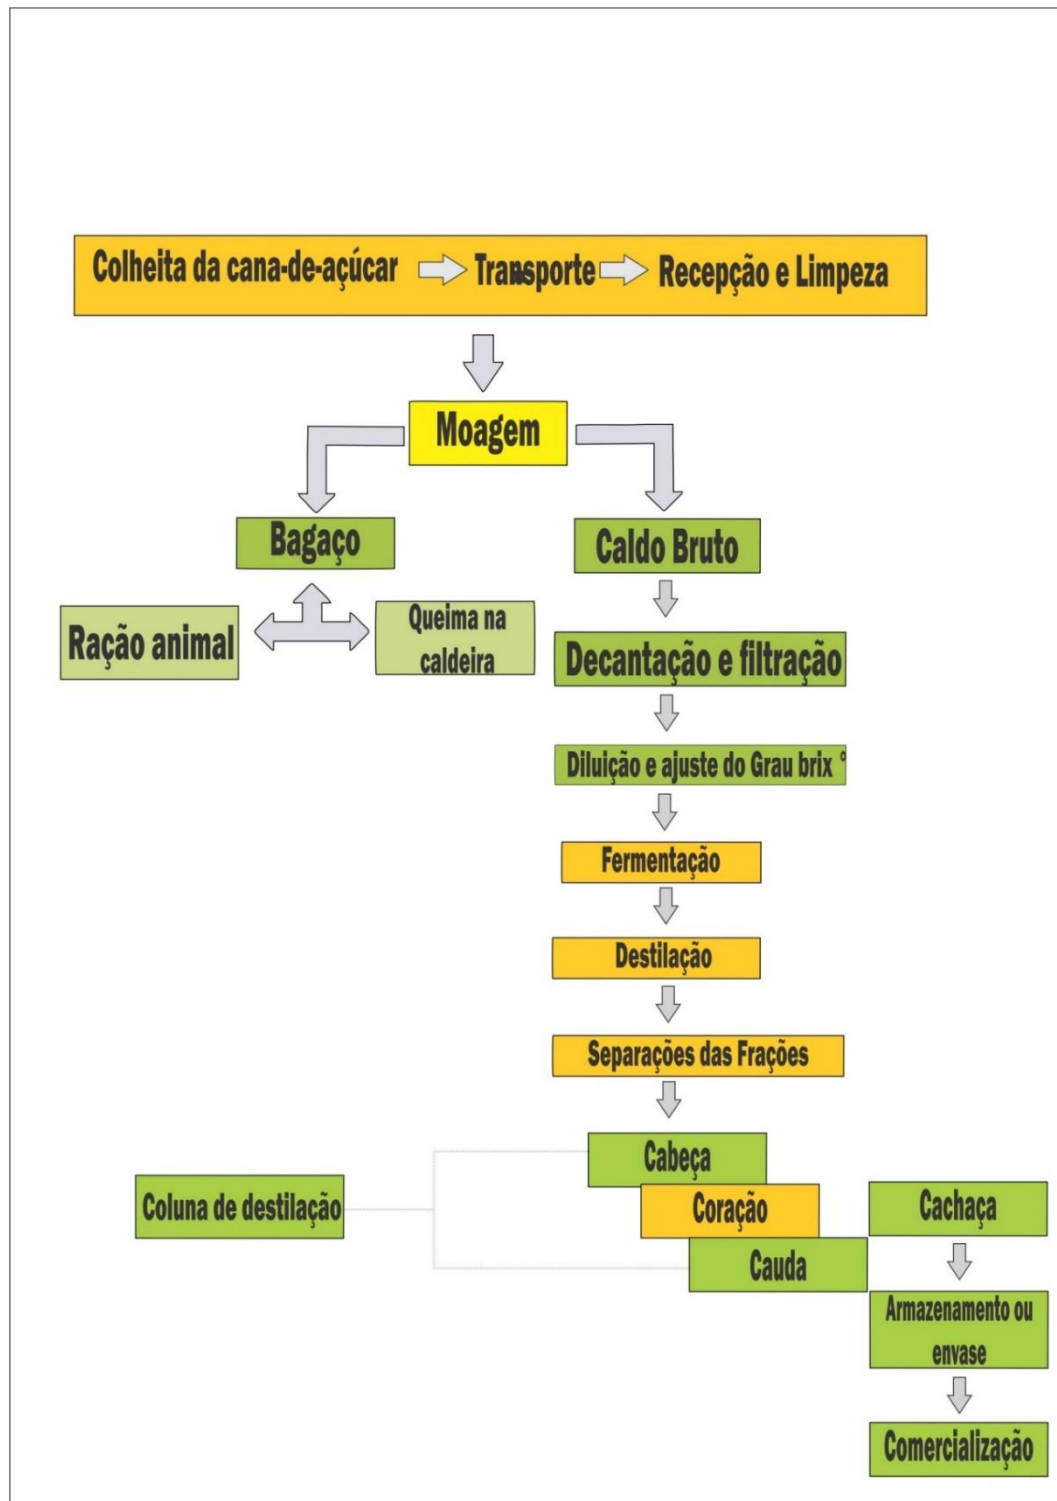 Colheita da cana-de-açúcar
Transporte
Recepção e Limpeza
Moagem
Bagaço
Caldo Bruto
Ração animal
Queima na
caldeira
Decantação e filtração
Diluição e ajuste do Grau brix °
Fermentação
Destilação
Separações das Frações
Cabeça
Coluna de destilação
Coração
Cauda
Cachaça
Armazenamento ou
envase
Comercialização